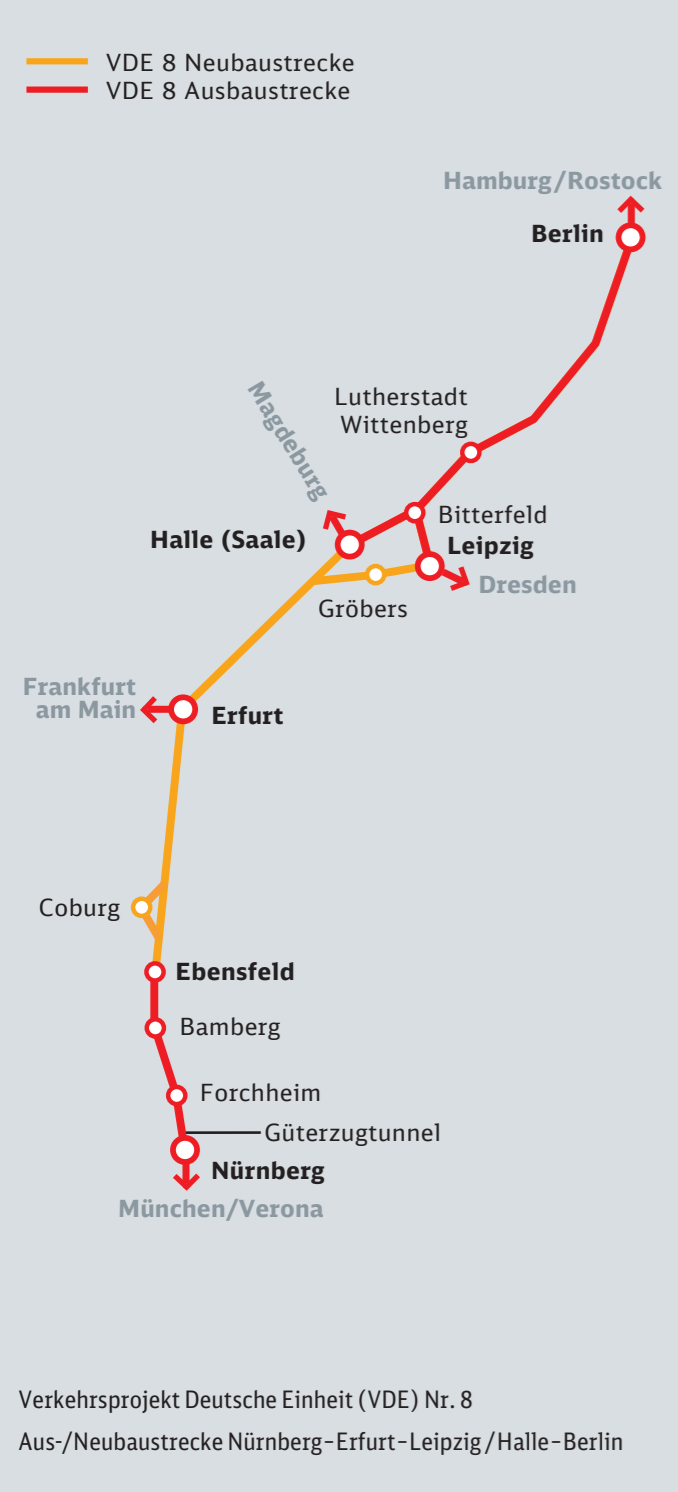 VDE 8 Neubaustrecke
VDE 8 Ausbaustrecke
Hamburg/Rostock
Berlin
Lutherstadt
Wittenberg
Magdeburg
Bitterfeld
Halle (Saale)
Leipzig
Dresden
Gröbers
Frankfurt
am Main
Erfurt
Coburg
Ebensfeld
Bamberg
Forchheim
Güterzugtunnel
Nürnberg
München/Verona
Verkehrsprojekt Deutsche Einheit (VDE) Nr. 8
Aus-/Neubaustrecke Nürnberg–Erfurt–Leipzig/Halle–Berlin